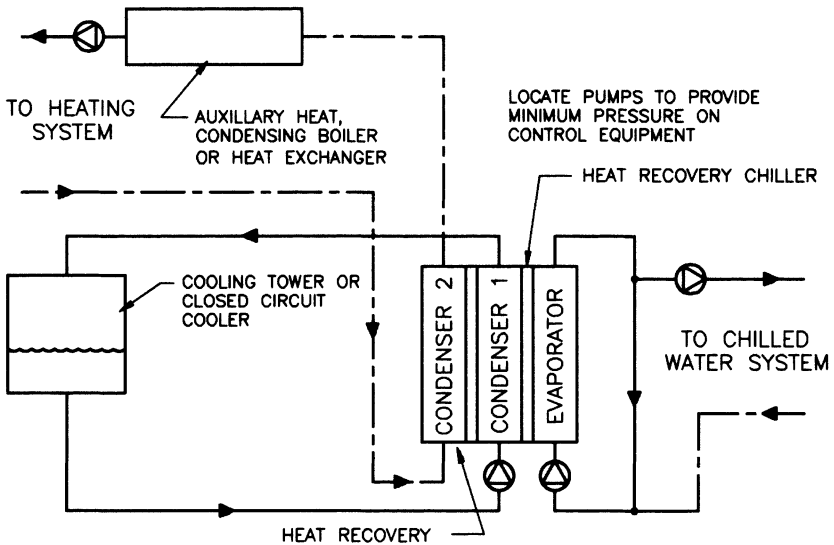 TO HEATING
SYSTEM
AUXILLARY HEAT,
CONDENSING BOILER
OR HEAT EXCHANGER
LOCATE PUMPS TO PROVIDE
MINIMUM PRESSURE ON
CONTROL EQUIPMENT
HEAT RECOVERY CHILLER
COOLING TOWER OR
CLOSED CIRCUIT
COOLER
CONDENSER 2
CONDENSER 1
EVAPORATOR
TO CHILLED
WATER SYSTEM
HEAT RECOVERY